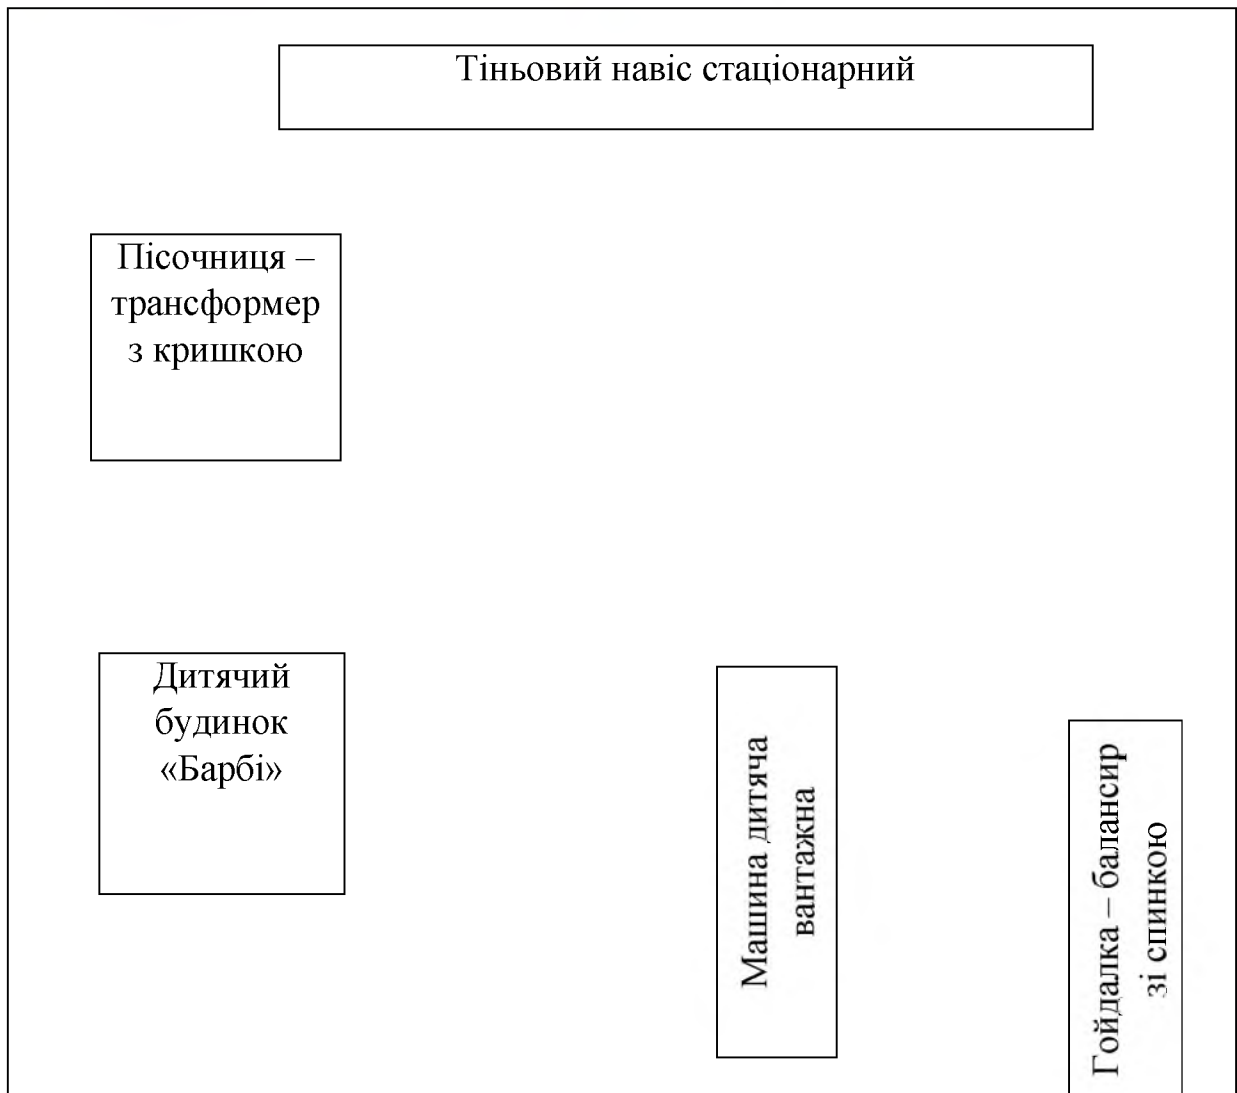 Тіньовий навіс стаціонарний
Пісочниця –
трансформер
з кришкою
Дитячий
будинок
«Барбі»
Машина дитяча
вантажна
Гойдалка – балансир
зі спинкою